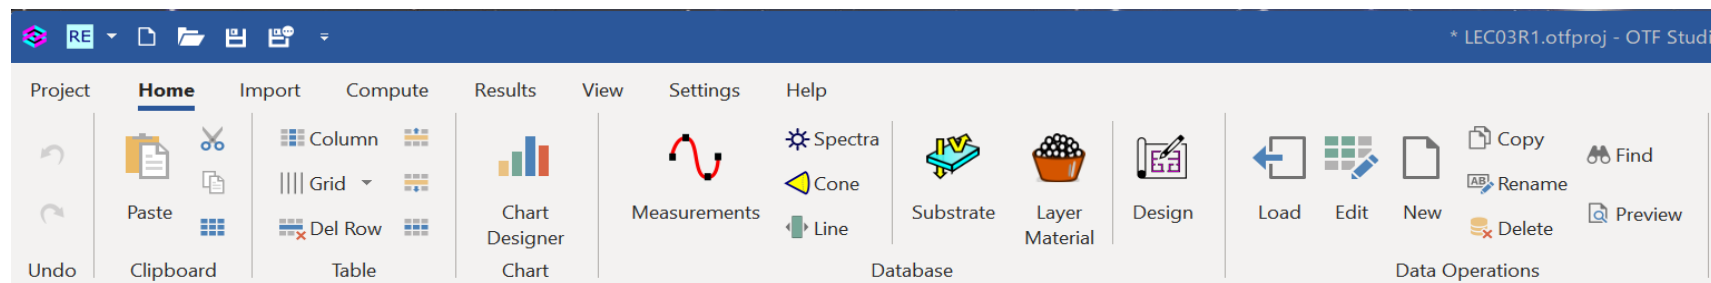 RE
* LEC03R1.otfproj - OTF Studi
Project Home Import Compute Results View Settings Help
Paste
Column
Grid
Del Row
Chart
Designer
Measurements
Spectra
Cone
Line
Substrate
Layer
Material
Design
Load
Edit
New
Copy
Rename
Delete
Find
Preview
Undo Clipboard Table Chart Database Data Operations